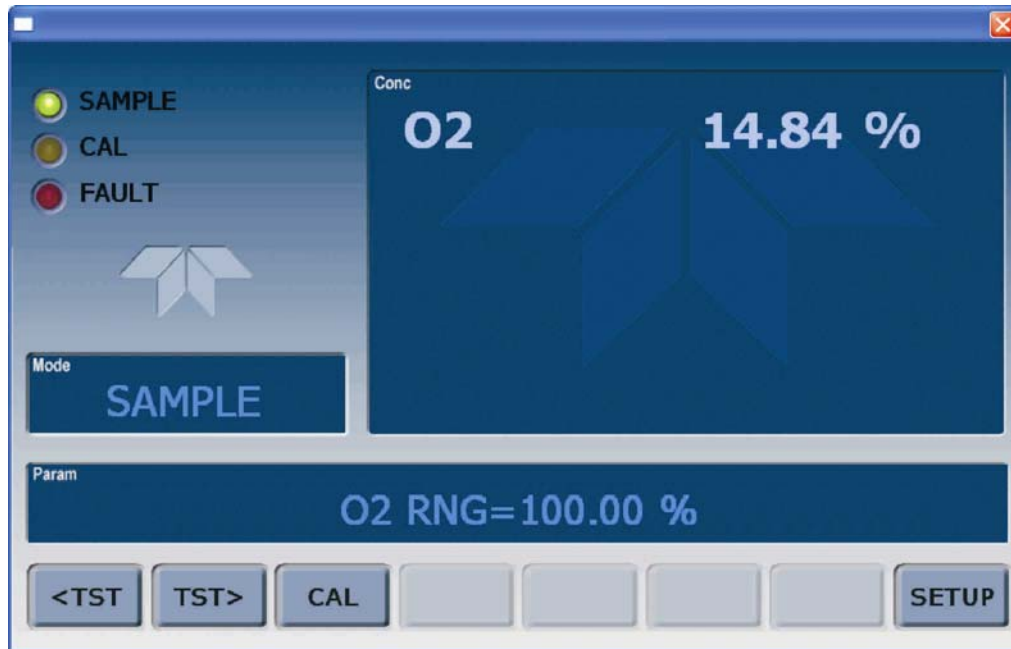 SAMPLE
CAL
FAULT
Conc
O2 14.84 %
Mode
SAMPLE
Param
O2 RNG=100.00 %
<TST TST> CAL SETUP